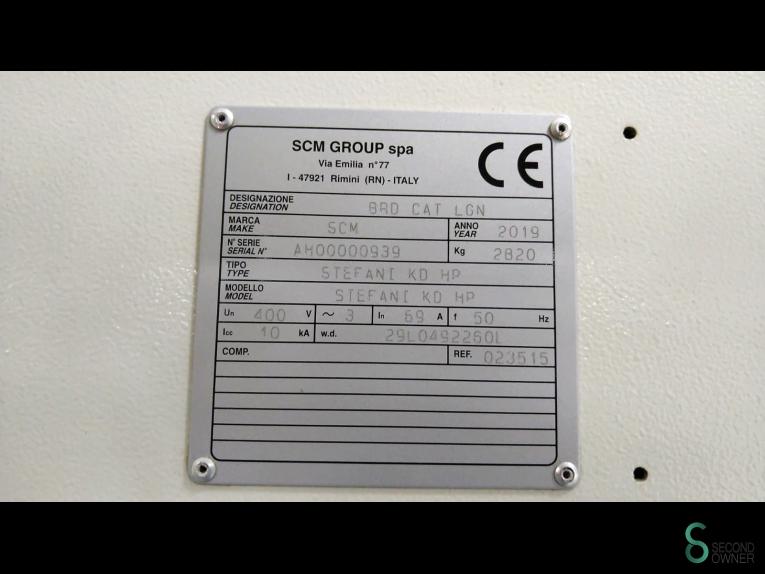 SCM GROUP spa
Via Emilia n°77
I - 47921 Rimini (RN) - ITALY
CE
DESIGNAZIONE
DESIGNATION
BRD CAT LGN
MARCA
MAKE
SCM
ANNO
YEAR
2019
N° SERIE
SERIAL N°
AH00000939
Kg
2820
TIPO
TYPE
STEFANI KD HP
MODELLO
MODEL
STEFANI KD HP
Un 400 V ~ 3 In 69 A f 50 Hz
Icc 10 kA w.d. 29L0492260L
COMP. REF. 023515
SECOND
OWNER